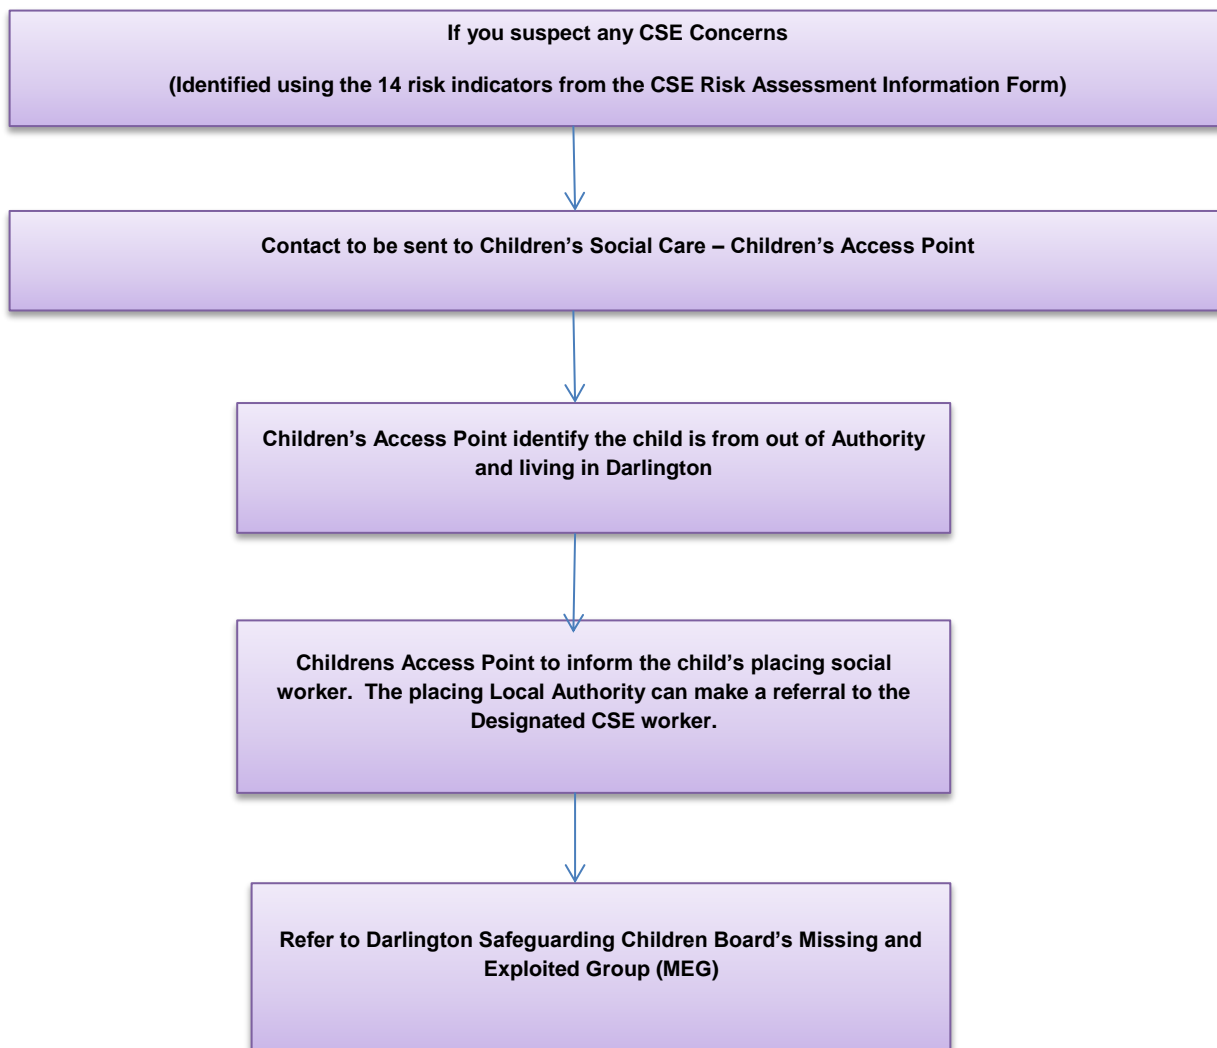 If you suspect any CSE Concerns
(Identified using the 14 risk indicators from the CSE Risk Assessment Information Form)
Contact to be sent to Children’s Social Care – Children’s Access Point
Children’s Access Point identify the child is from out of Authority
and living in Darlington
Childrens Access Point to inform the child’s placing social
worker.  The placing Local Authority can make a referral to the
Designated CSE worker.
Refer to Darlington Safeguarding Children Board’s Missing and
Exploited Group (MEG)